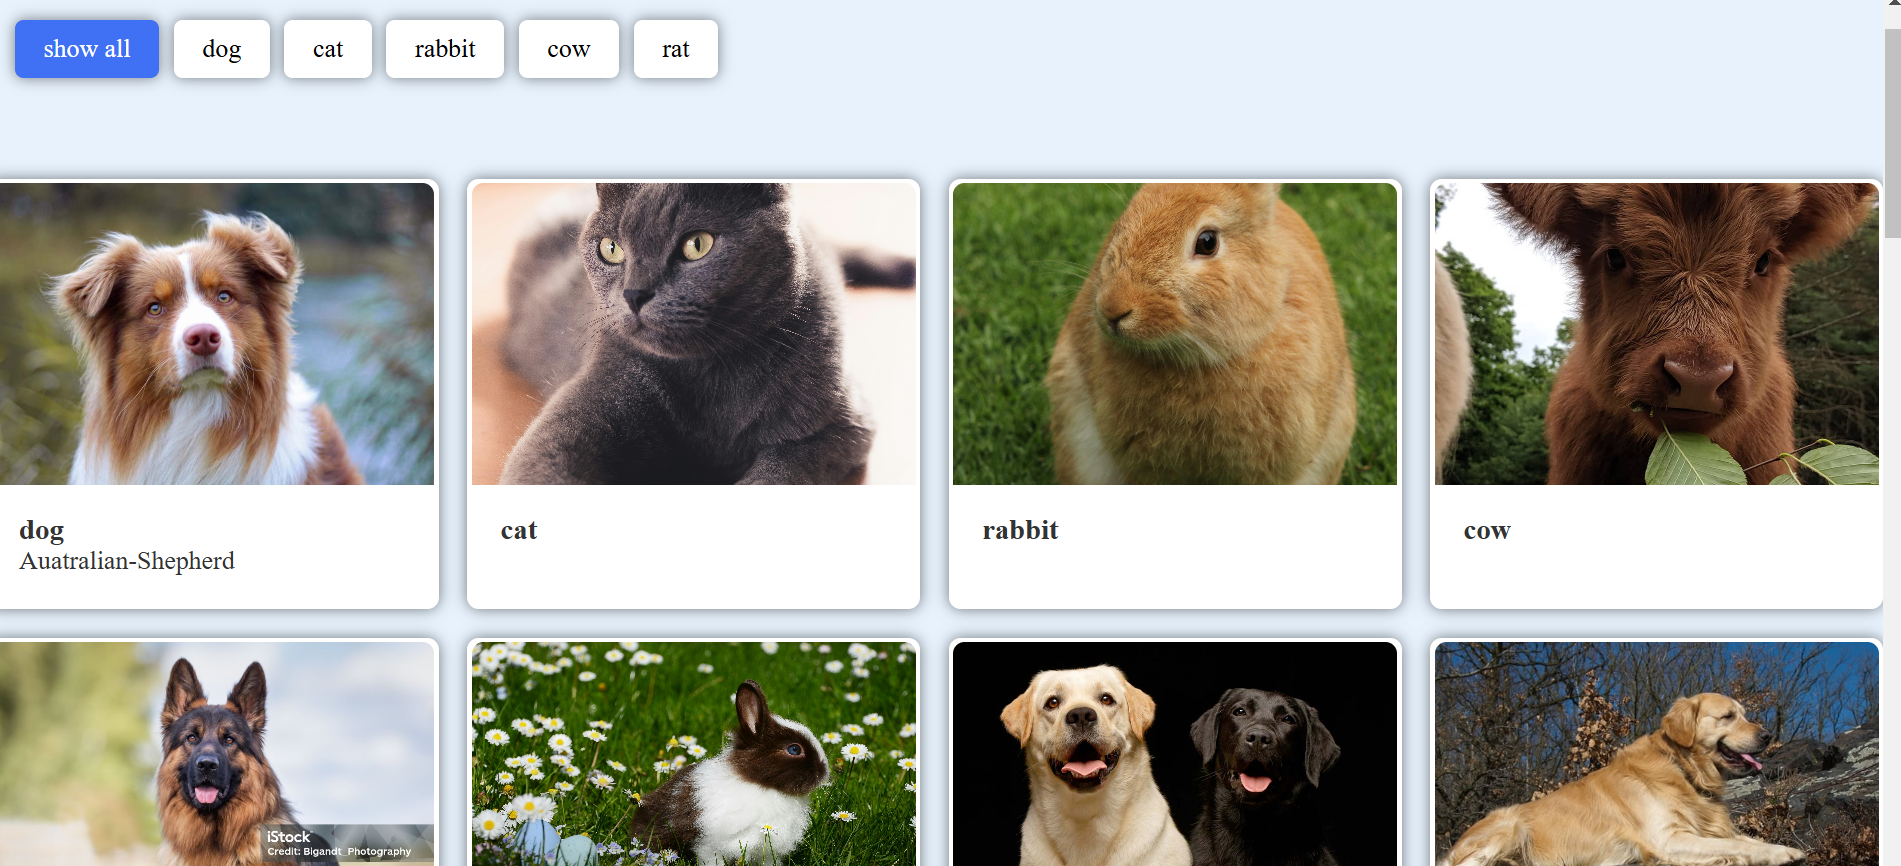 show all
dog
cat
rabbit
cow
rat
dog
Auatralian-Shepherd
cat
rabbit
cow
iStock
Credit: Bigandt_Photography